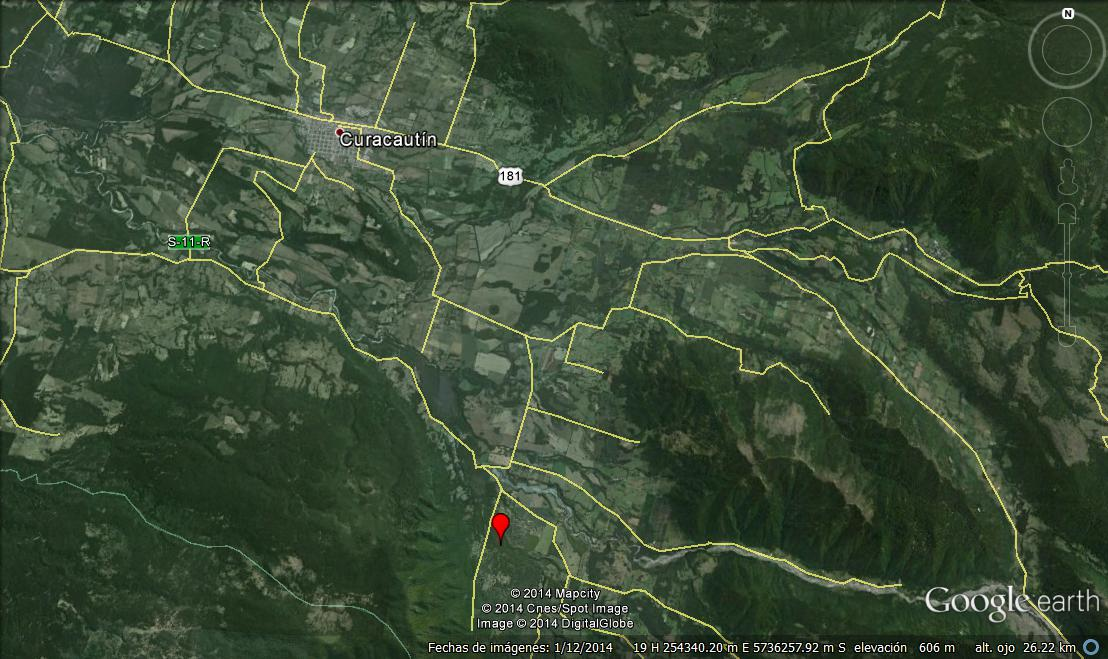 N
Curacautín
181
S-11-R
© 2014 Mapcity
© 2014 Cnes/Spot Image
Image © 2014 DigitalGlobe
Google earth
Fechas de imágenes: 1/12/2014 19 H 254340.20 m E 5736257.92 m S elevación 606 m alt. ojo 26.22 km